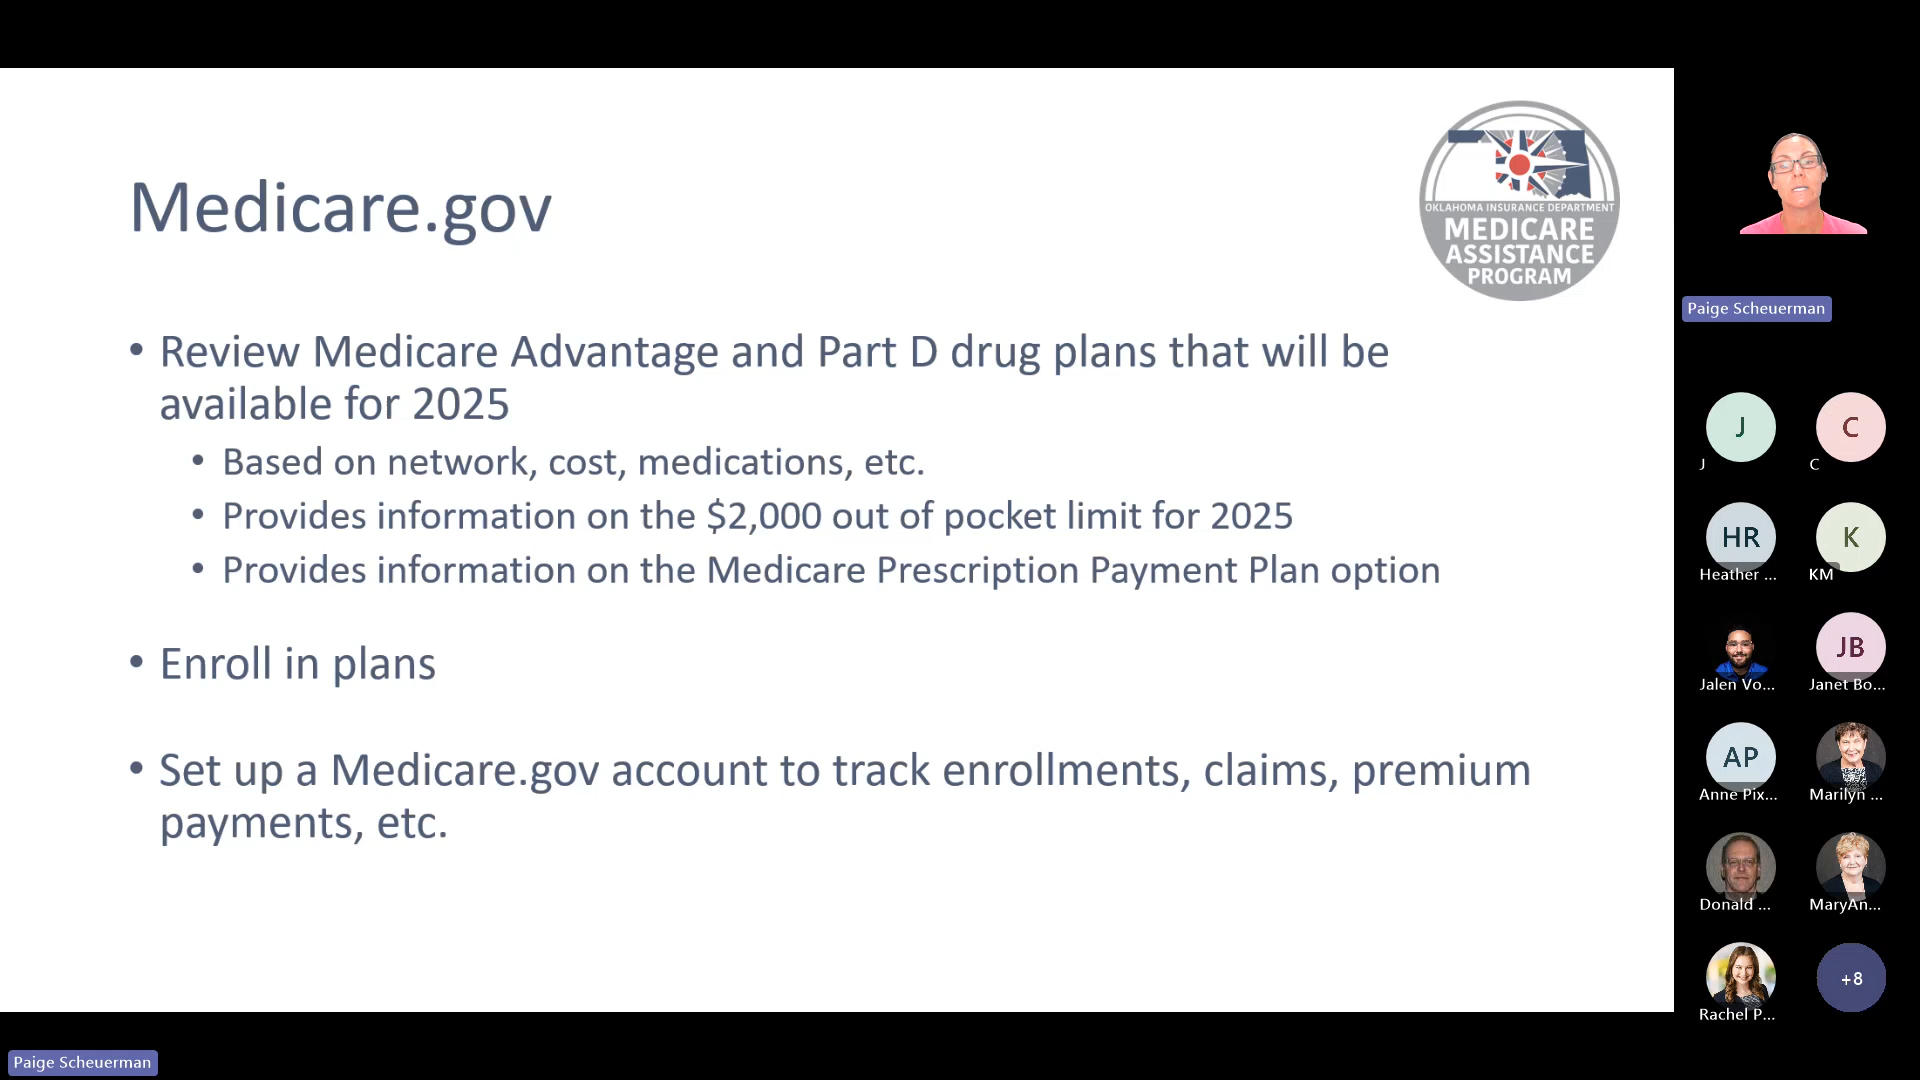 Medicare.gov
OKLAHOMA INSURANCE DEPARTMENT
MEDICARE
ASSISTANCE
PROGRAM
• Review Medicare Advantage and Part D drug plans that will be
available for 2025
• Based on network, cost, medications, etc.
• Provides information on the $2,000 out of pocket limit for 2025
• Provides information on the Medicare Prescription Payment Plan option
• Enroll in plans
• Set up a Medicare.gov account to track enrollments, claims, premium
payments, etc.
Paige Scheuerman
J
J
C
C
HR
Heather ...
K
KM
Jalen Vo...
JB
Janet Bo...
AP
Anne Pix...
Marilyn ...
Donald ...
MaryAn...
Rachel P...
+8
Paige Scheuerman